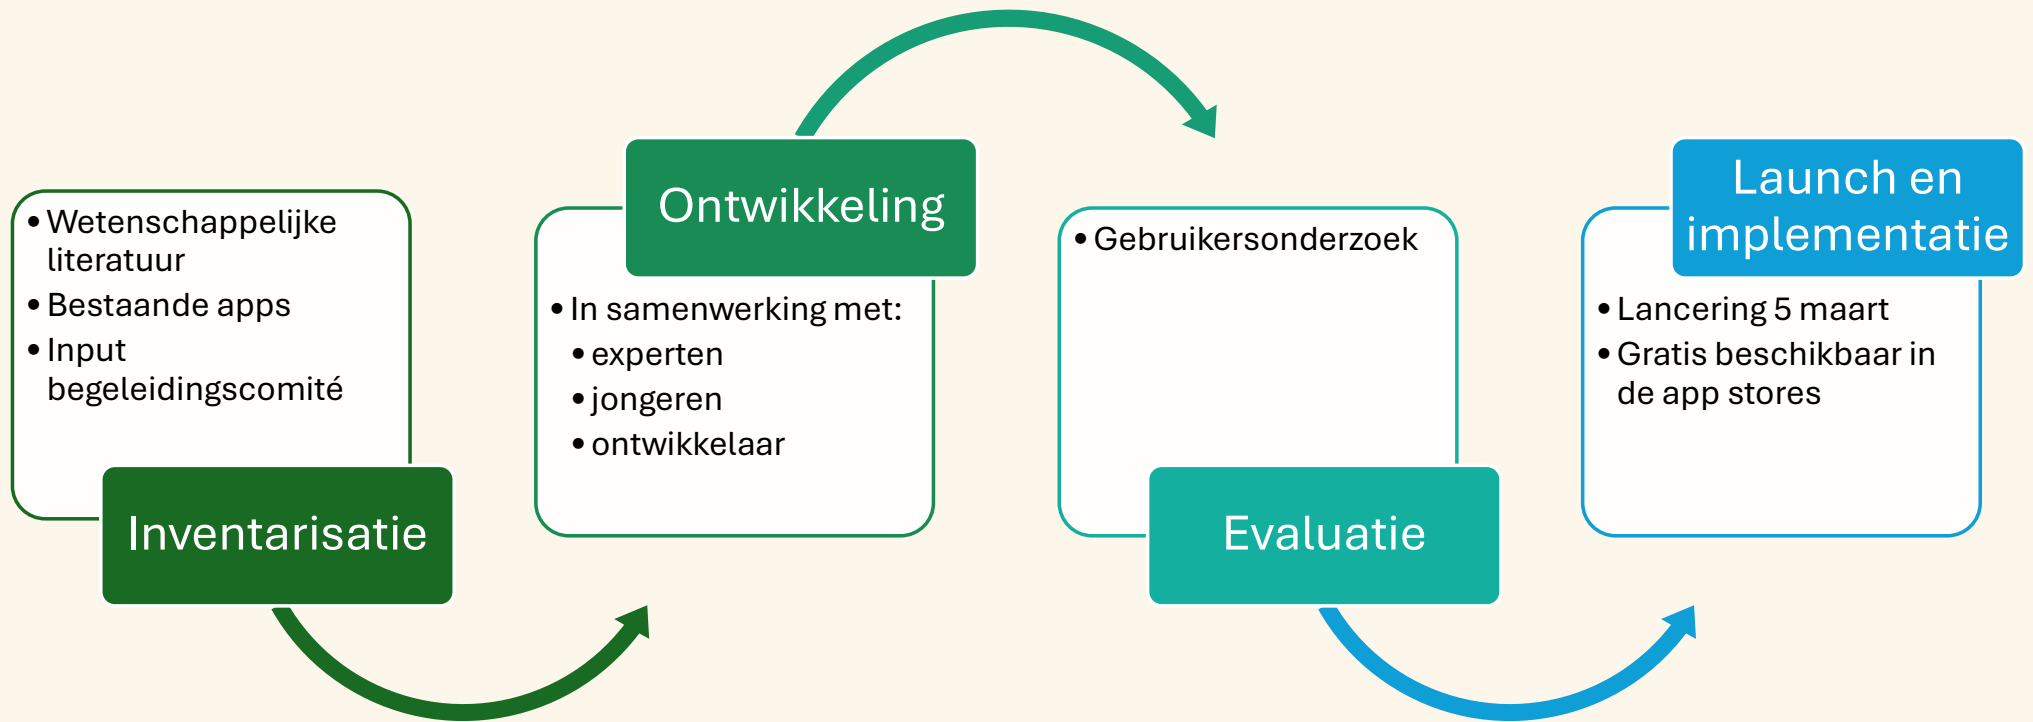 • Wetenschappelijke
literatuur
• Bestaande apps
• Input
begeleidingscomité
Inventarisatie
Ontwikkeling
• In samenwerking met:
• experten
• jongeren
• ontwikkelaar
• Gebruikersonderzoek
Evaluatie
Launch en
implementatie
• Lancering 5 maart
• Gratis beschikbaar in
de app stores